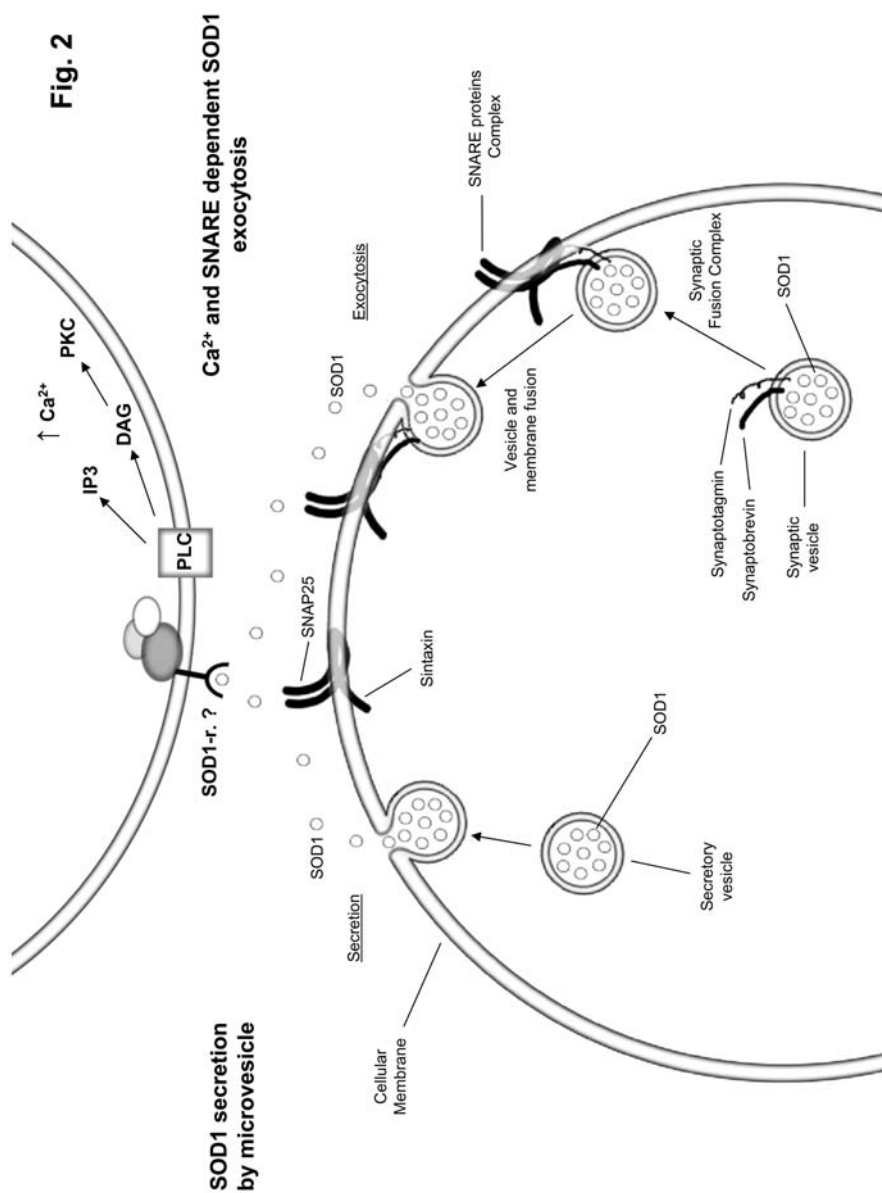 Fig. 2
SOD1 secretion
by microvesicle
Ca²⁺ and SNARE dependent SOD1
exocytosis
↑ Ca²⁺
IP3
DAG
PKC
PLC
SOD1-r. ?
Secretion
SOD1
SNAP25
SOD1
Exocytosis
Sintaxin
Vesicle and
membrane fusion
SNARE proteins
Complex
Cellular
Membrane
Secretory
vesicle
SOD1
Synaptotagmin
Synaptobrevin
Synaptic
vesicle
Synaptic
Fusion Complex
SOD1